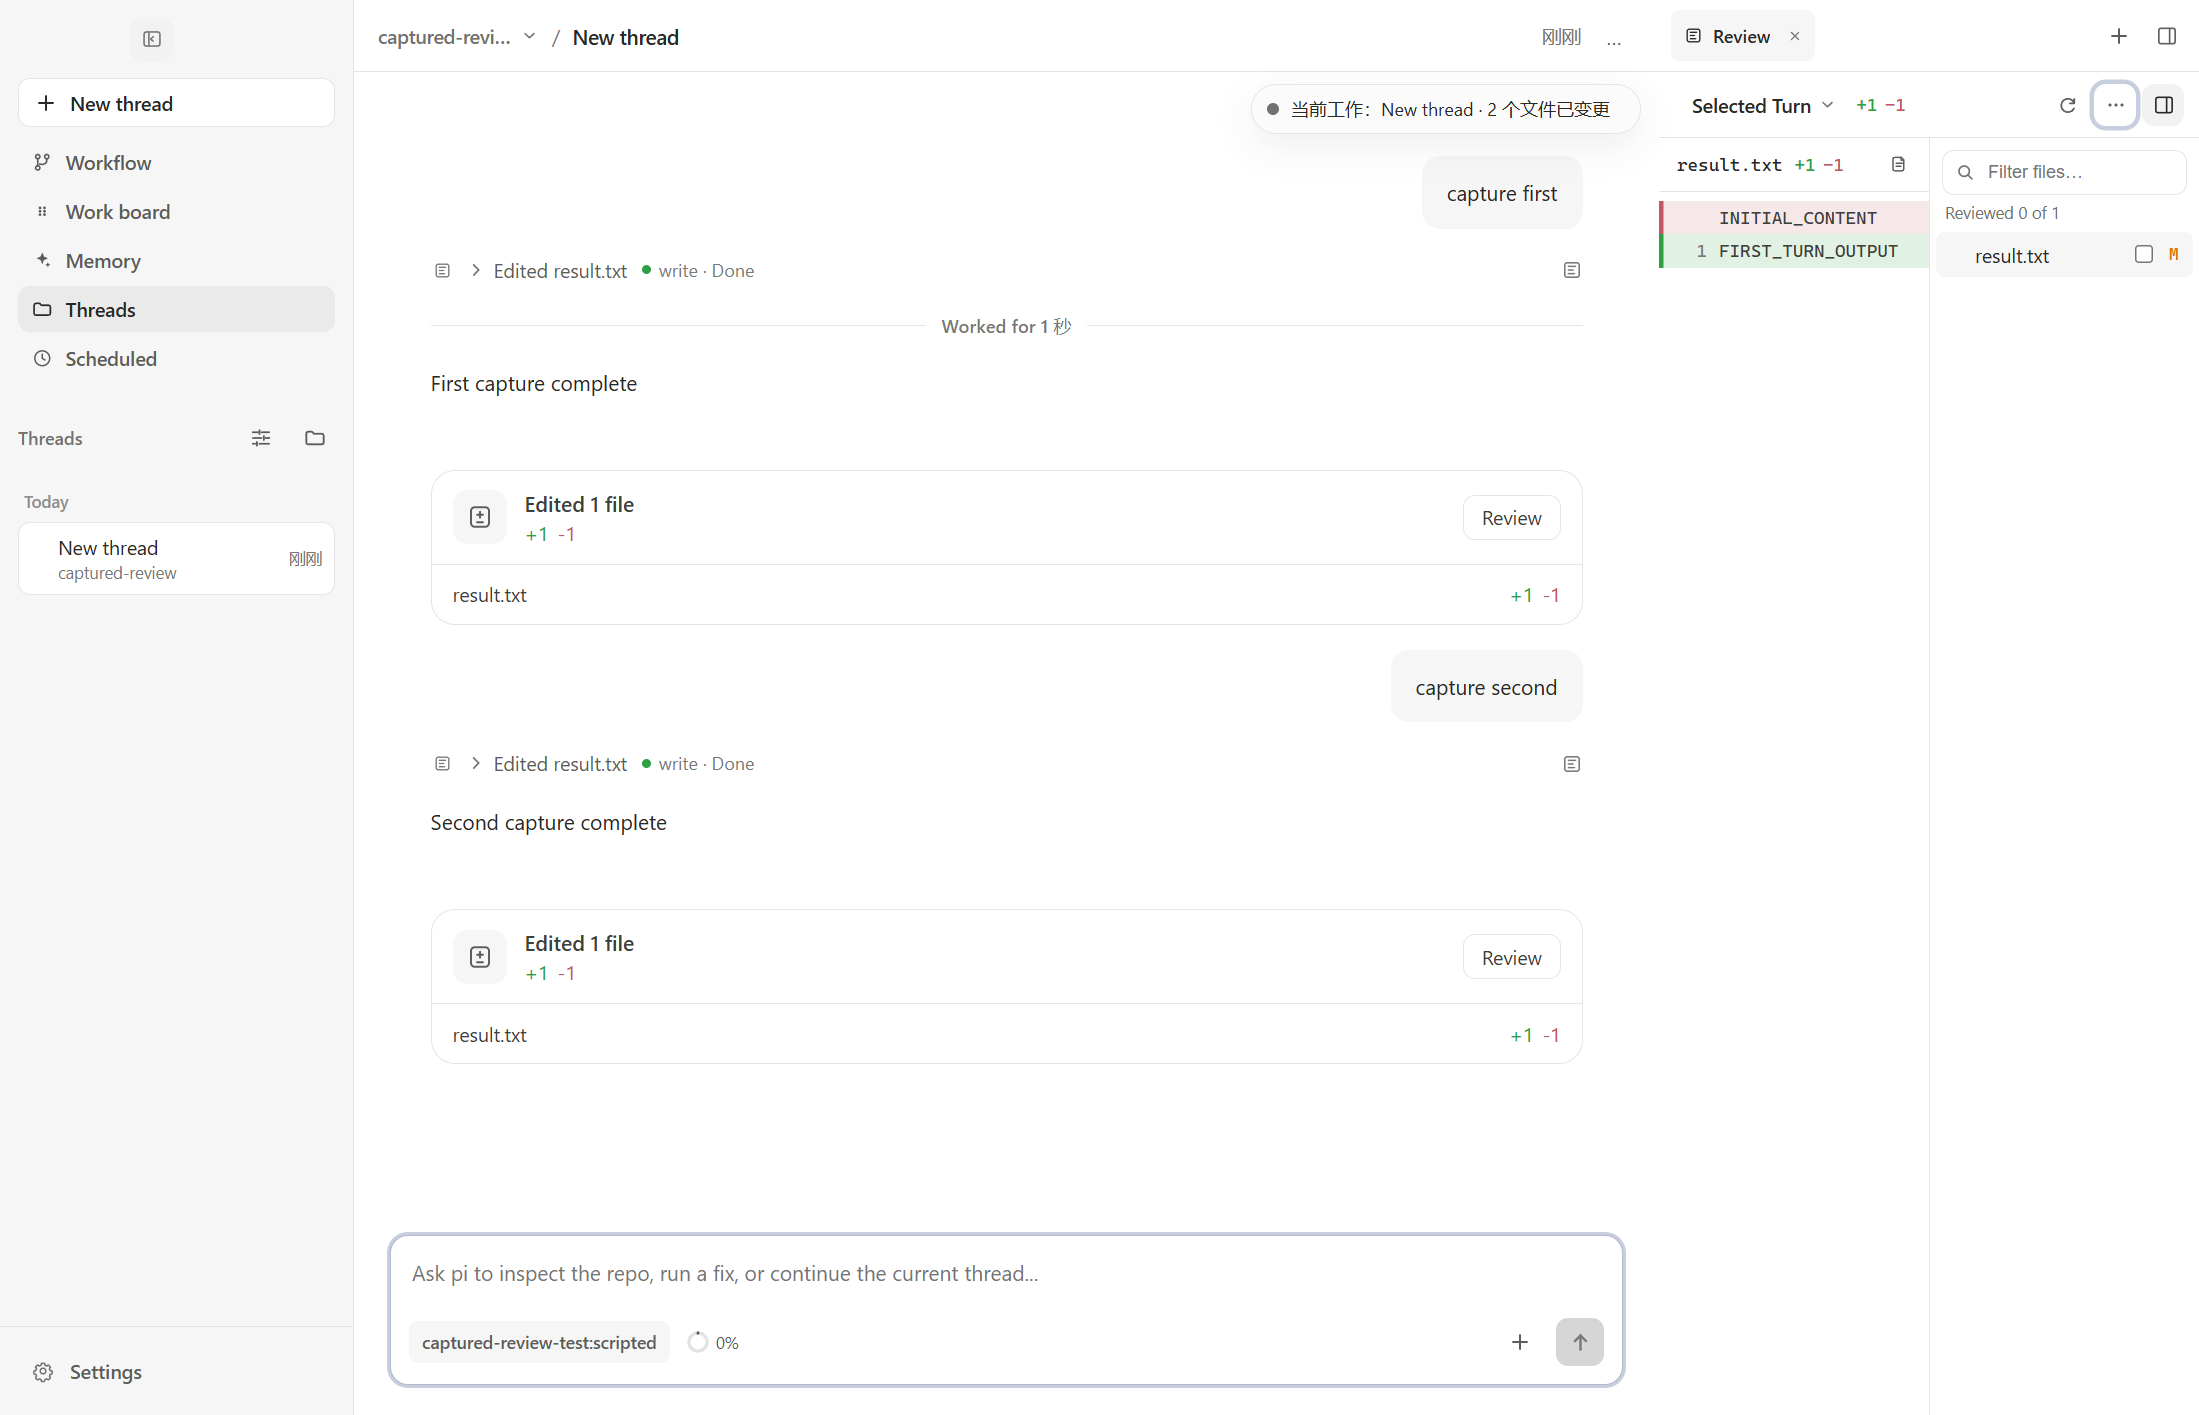 New thread
Workflow
Work board
Memory
Threads
Scheduled
Threads
Today
New thread
captured-review
刚刚
Settings
captured-revi... / New thread
刚刚 ...
当前工作：New thread · 2 个文件已变更
capture first
Edited result.txt write · Done
Worked for 1 秒
First capture complete
Edited 1 file
+1 -1
Review
result.txt +1 -1
capture second
Edited result.txt write · Done
Second capture complete
Edited 1 file
+1 -1
Review
result.txt +1 -1
Ask pi to inspect the repo, run a fix, or continue the current thread...
captured-review-test:scripted 0%
Review
Selected Turn +1 −1
result.txt +1 −1
INITIAL_CONTENT
1 FIRST_TURN_OUTPUT
Filter files…
Reviewed 0 of 1
result.txt M